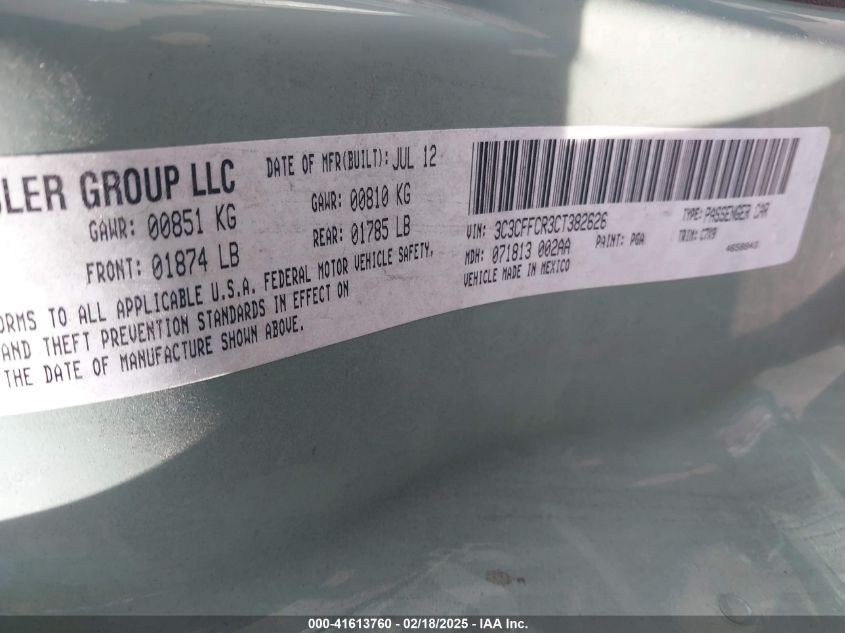 SLER GROUP LLC
DATE OF MFR(BUILT): JUL 12
GAWR: 00851 KG
GAWR: 00810 KG
FRONT: 01874 LB
REAR: 01785 LB
ORMS TO ALL APPLICABLE U.S.A. FEDERAL MOTOR VEHICLE SAFETY,
AND THEFT PREVENTION STANDARDS IN EFFECT ON
THE DATE OF MANUFACTURE SHOWN ABOVE.
VIN: 3C3CFFCR3CT382626
TYPE: PASSENGER CAR
MDH: 071813 002AA
PAINT: PGA
TRIM: C7X9
VEHICLE MADE IN MEXICO
000-41613760 - 02/18/2025 - IAA Inc.